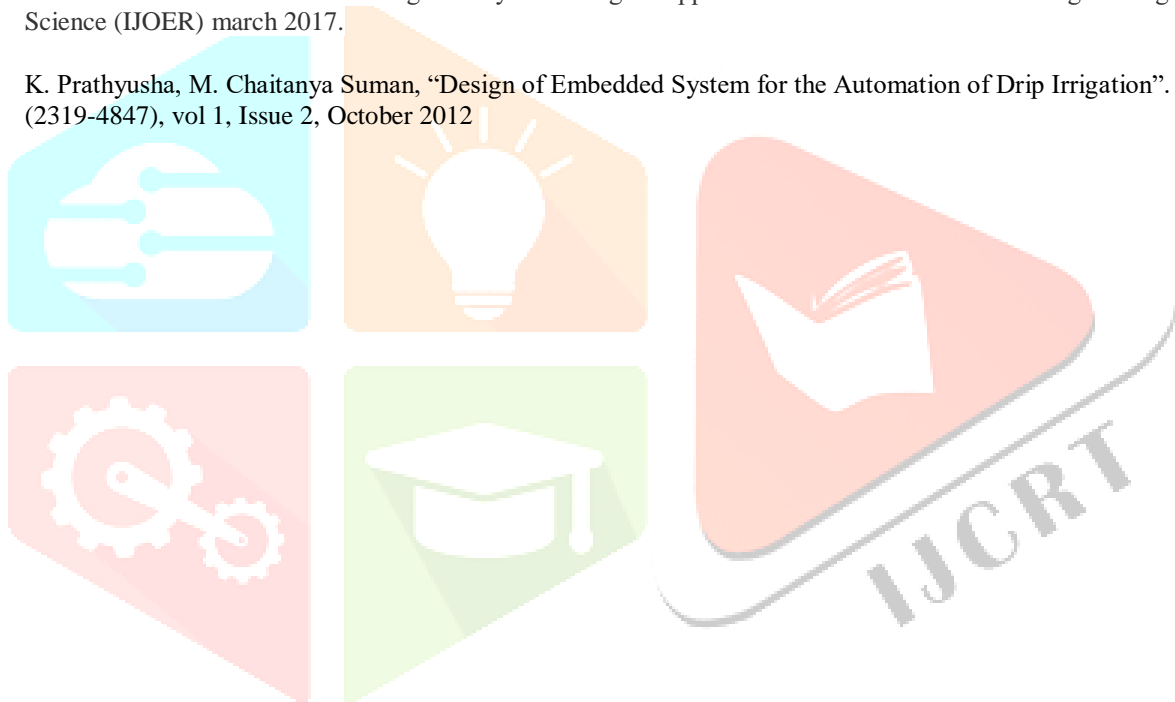 Science (IJOER) march 2017.
K. Prathyusha, M. Chaitanya Suman, “Design of Embedded System for the Automation of Drip Irrigation”.
(2319-4847), vol 1, Issue 2, October 2012
IJCRT